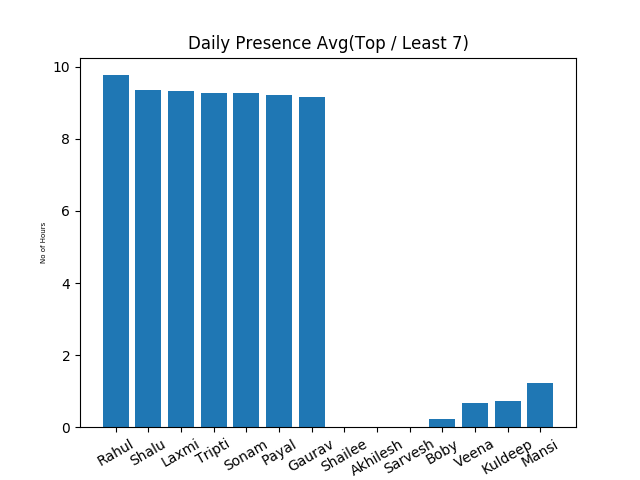 Daily Presence Avg(Top / Least 7)
10
8
6
4
2
0
No of Hours
Rahul
Shalu
Laxmi
Tripti
Sonam
Payal
Gaurav
Shailee
Akhilesh
Sarvesh
Boby
Veena
Kuldeep
Mansi